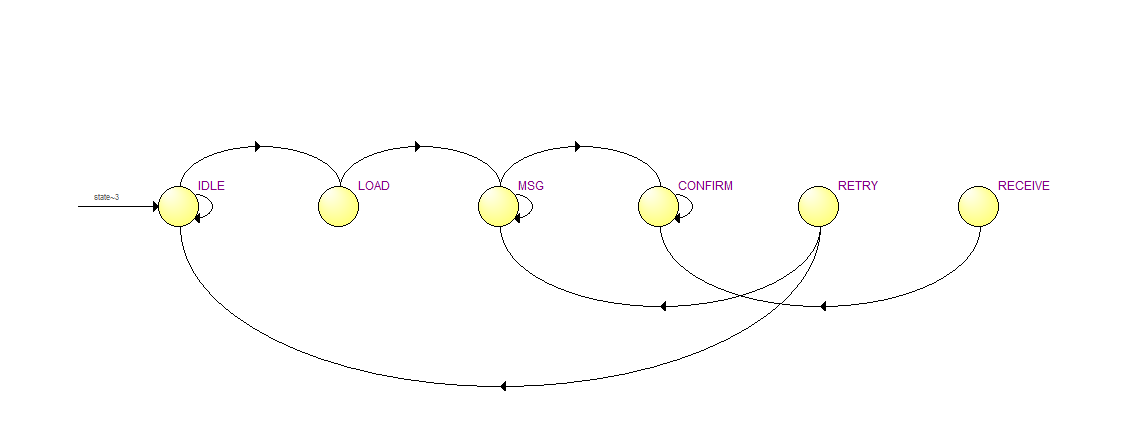 state~3
IDLE
LOAD
MSG
CONFIRM
RETRY
RECEIVE